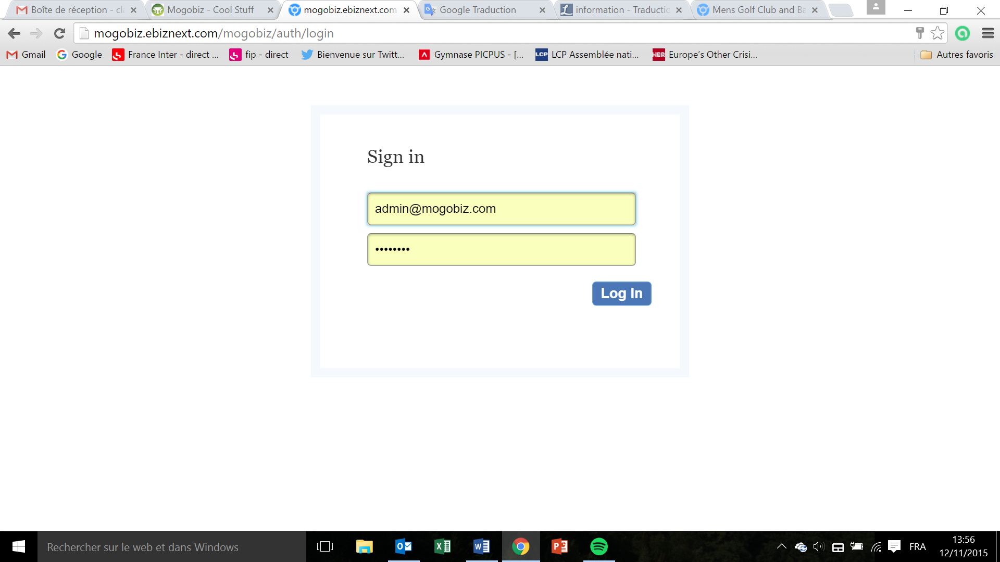 Boîte de réception - cl
Mogobiz - Cool Stuff
mogobiz.ebiznext.com
Google Traduction
information - Traductic
Mens Golf Club and Ba
mogobiz.ebiznext.com/mogobiz/auth/login
Gmail
Google
France Inter - direct ...
fip - direct
Bienvenue sur Twitt...
Gymnase PICPUS - [...
LCP
LCP Assemblée nati...
HBR
Europe's Other Crisi...
Autres favoris
Sign in
admin@mogobiz.com
••••••••
Log In
Rechercher sur le web et dans Windows
FRA
13:56
12/11/2015